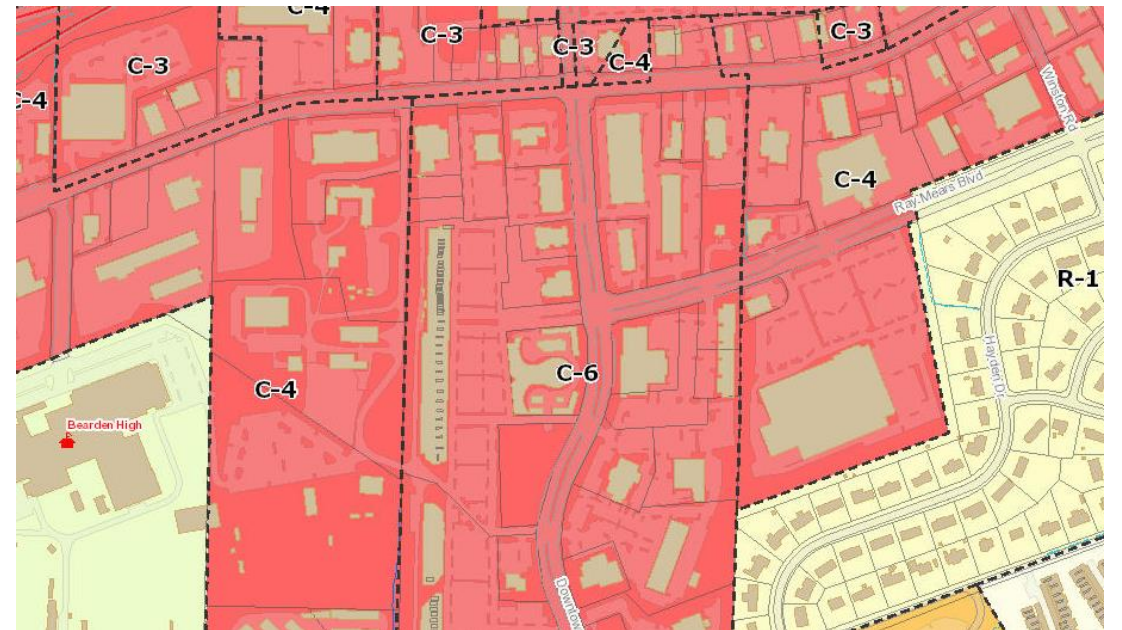 C-4
C-3
C-3
C-3
C-3
C-4
C-4
Winston Rd
C-4
Ray Mears Blvd
R-1
Hayden Dr
C-6
C-4
Bearden High
Downtow